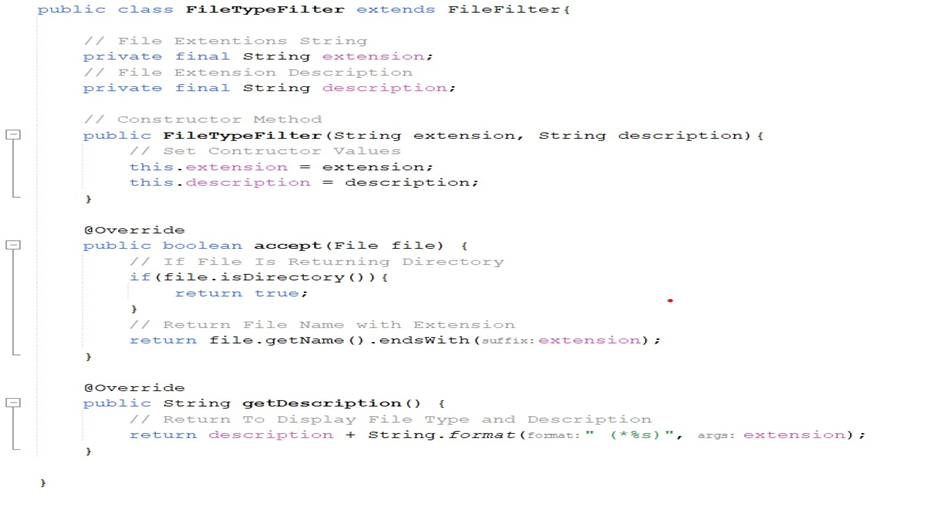 public class FileTypeFilter extends FileFilter{
// File Extentions String
private final String extension;
// File Extension Description
private final String description;
// Constructor Method
public FileTypeFilter(String extension, String description){
// Set Contructor Values
this.extension = extension;
this.description = description;
}
@Override
public boolean accept(File file) {
// If File Is Returning Directory
if(file.isDirectory()){
return true;
}
// Return File Name with Extension
return file.getName().endsWith(suffix:extension);
}
@Override
public String getDescription() {
// Return To Display File Type and Description
return description + String.format(format:" (*%s)", args: extension);
}
}